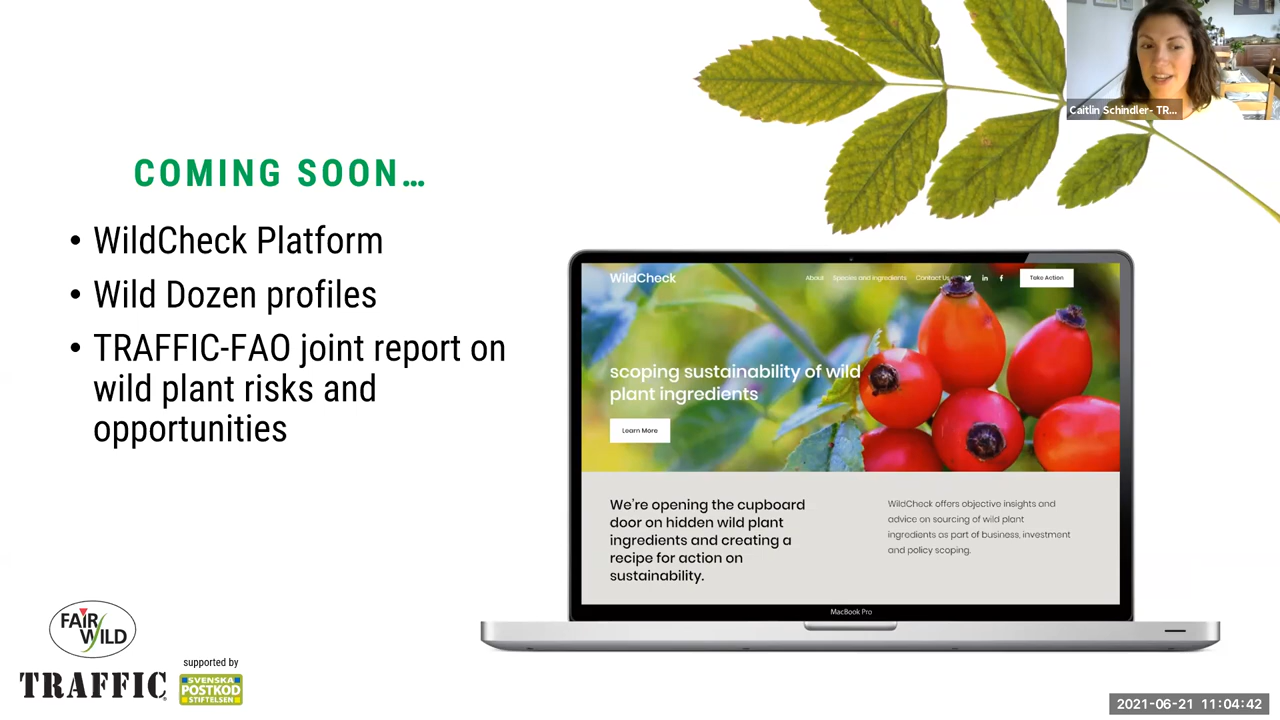 Caitlin Schindler- TR...
COMING SOON…
• WildCheck Platform
• Wild Dozen profiles
• TRAFFIC-FAO joint report on
wild plant risks and
opportunities
WildCheck
About Species and ingredients Contact Us Take Action
scoping sustainability of wild
plant ingredients
Learn More
We're opening the cupboard
door on hidden wild plant
ingredients and creating a
recipe for action on
sustainability.
WildCheck offers objective insights and
advice on sourcing of wild plant
ingredients as part of business, investment
and policy scoping.
MacBook Pro
FAIR
WILD
TRAFFIC
supported by
SVENSKA
POSTKOD
STIFTELSEN
2021-06-21 11:04:42